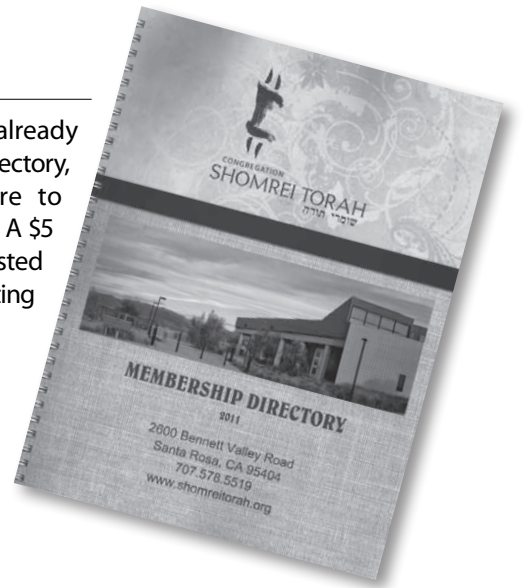 already
ectory,
re to
A $5
sted
ing
CONGREGATION
SHOMREI TORAH
שומרי תורה
MEMBERSHIP DIRECTORY
2011
2600 Bennett Valley Road
Santa Rosa, CA 95404
707.578.5519
www.shomreitorah.org